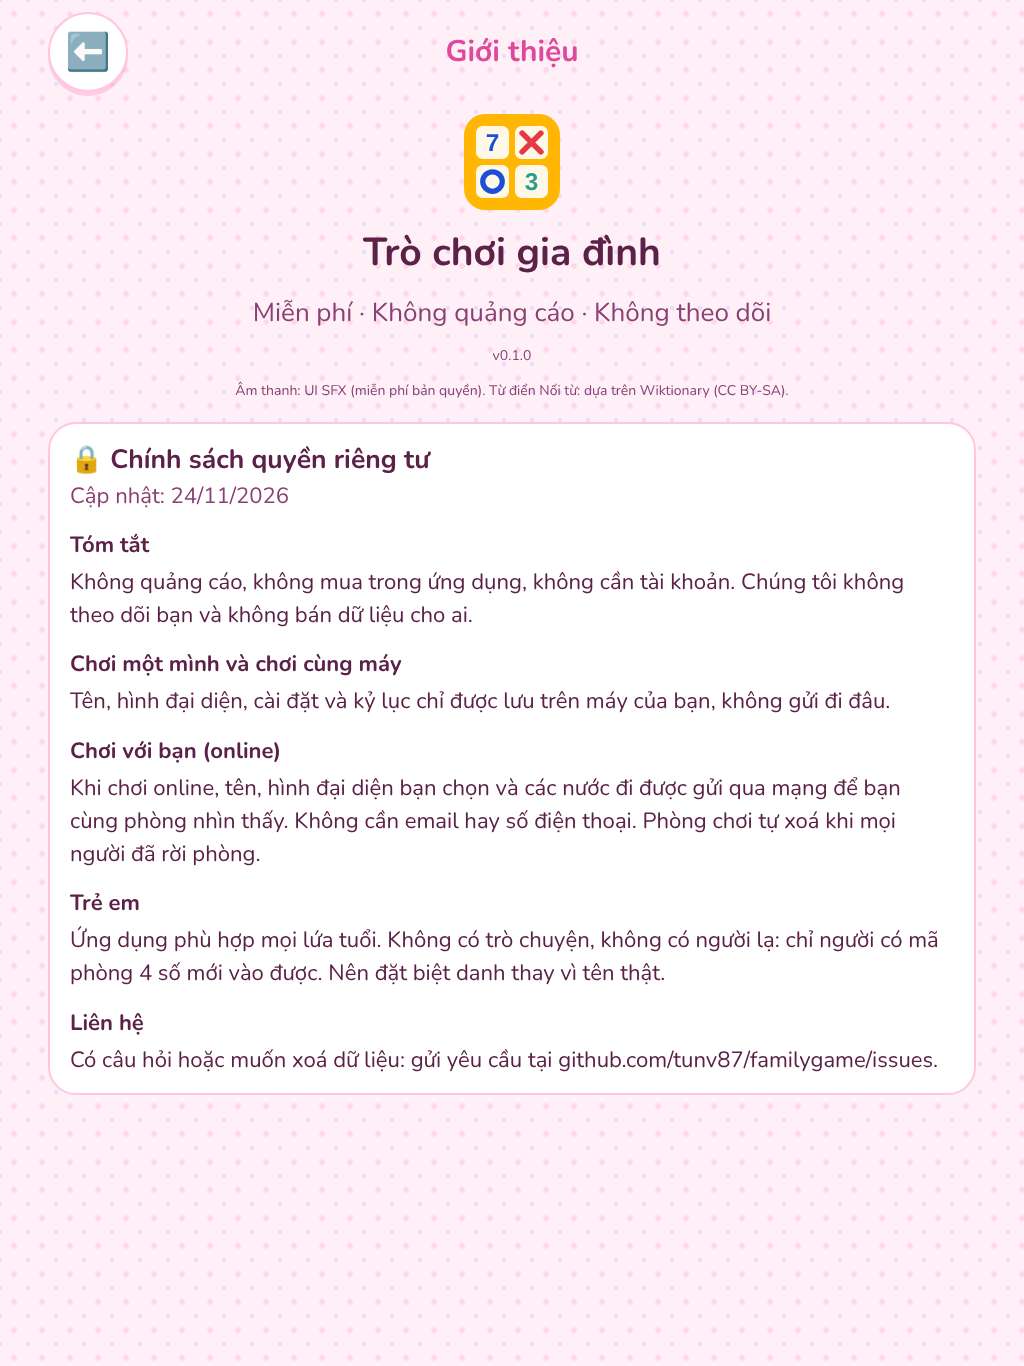 Giới thiệu
7
3
Trò chơi gia đình
Miễn phí · Không quảng cáo · Không theo dõi
v0.1.0
Âm thanh: UI SFX (miễn phí bản quyền). Từ điển Nối từ: dựa trên Wiktionary (CC BY-SA).
🔒 Chính sách quyền riêng tư
Cập nhật: 24/11/2026
Tóm tắt
Không quảng cáo, không mua trong ứng dụng, không cần tài khoản. Chúng tôi không
theo dõi bạn và không bán dữ liệu cho ai.
Chơi một mình và chơi cùng máy
Tên, hình đại diện, cài đặt và kỷ lục chỉ được lưu trên máy của bạn, không gửi đi đâu.
Chơi với bạn (online)
Khi chơi online, tên, hình đại diện bạn chọn và các nước đi được gửi qua mạng để bạn
cùng phòng nhìn thấy. Không cần email hay số điện thoại. Phòng chơi tự xoá khi mọi
người đã rời phòng.
Trẻ em
Ứng dụng phù hợp mọi lứa tuổi. Không có trò chuyện, không có người lạ: chỉ người có mã
phòng 4 số mới vào được. Nên đặt biệt danh thay vì tên thật.
Liên hệ
Có câu hỏi hoặc muốn xoá dữ liệu: gửi yêu cầu tại github.com/tunv87/familygame/issues.